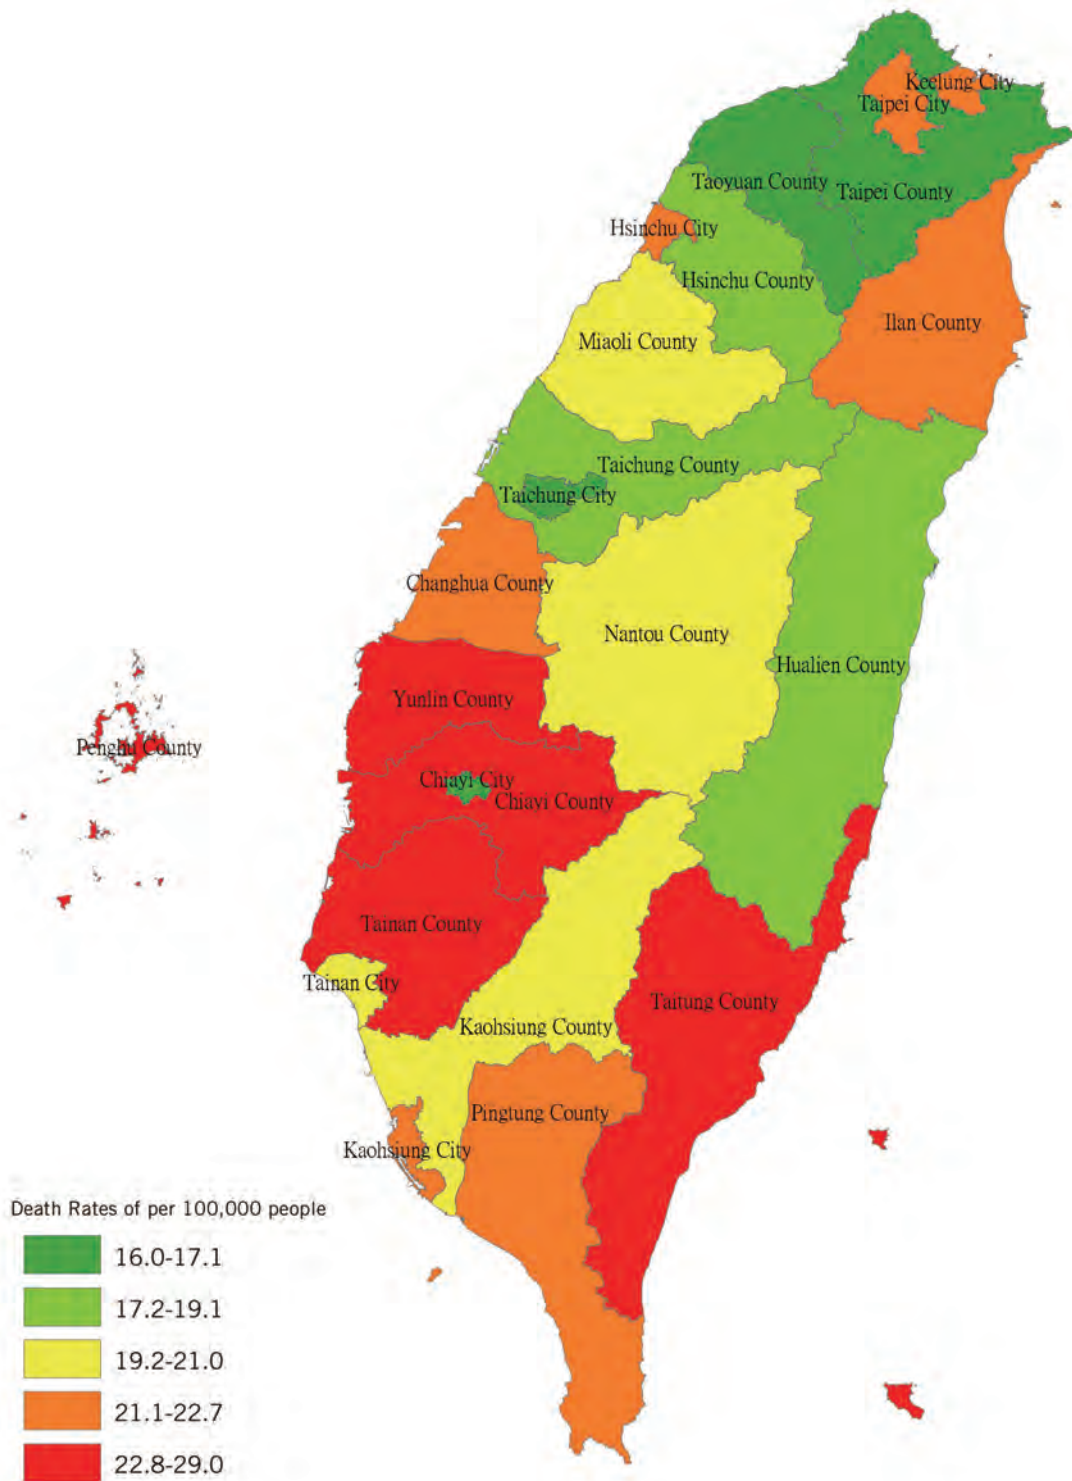 Keelung City
Taipei City
Taoyuan County
Taipei County
Hsinchu City
Hsinchu County
Ilan County
Miaoli County
Taichung County
Taichung City
Changhua County
Nantou County
Hualien County
Yunlin County
Penghu County
Chiayi City
Chiayi County
Tainan County
Tainan City
Taitung County
Kaohsiung County
Pingtung County
Kaohsiung City
Death Rates of per 100,000 people
16.0-17.1
17.2-19.1
19.2-21.0
21.1-22.7
22.8-29.0